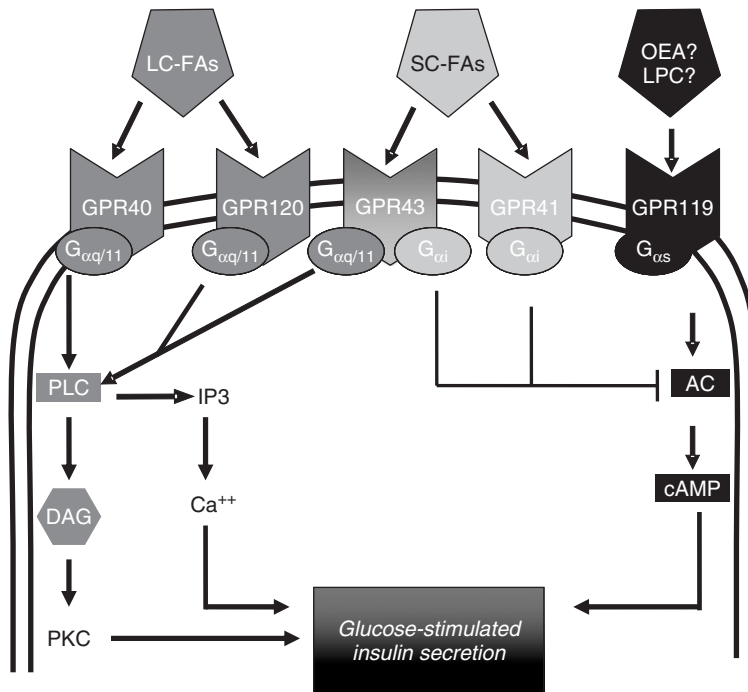 LC-FAs
SC-FAs
OEA?
LPC?
GPR40
GPR120
GPR43
GPR41
GPR119
Gαq/11
Gαq/11
Gαq/11
Gαi
Gαi
Gαs
PLC
IP3
AC
DAG
Ca++
cAMP
PKC
Glucose-stimulated
insulin secretion